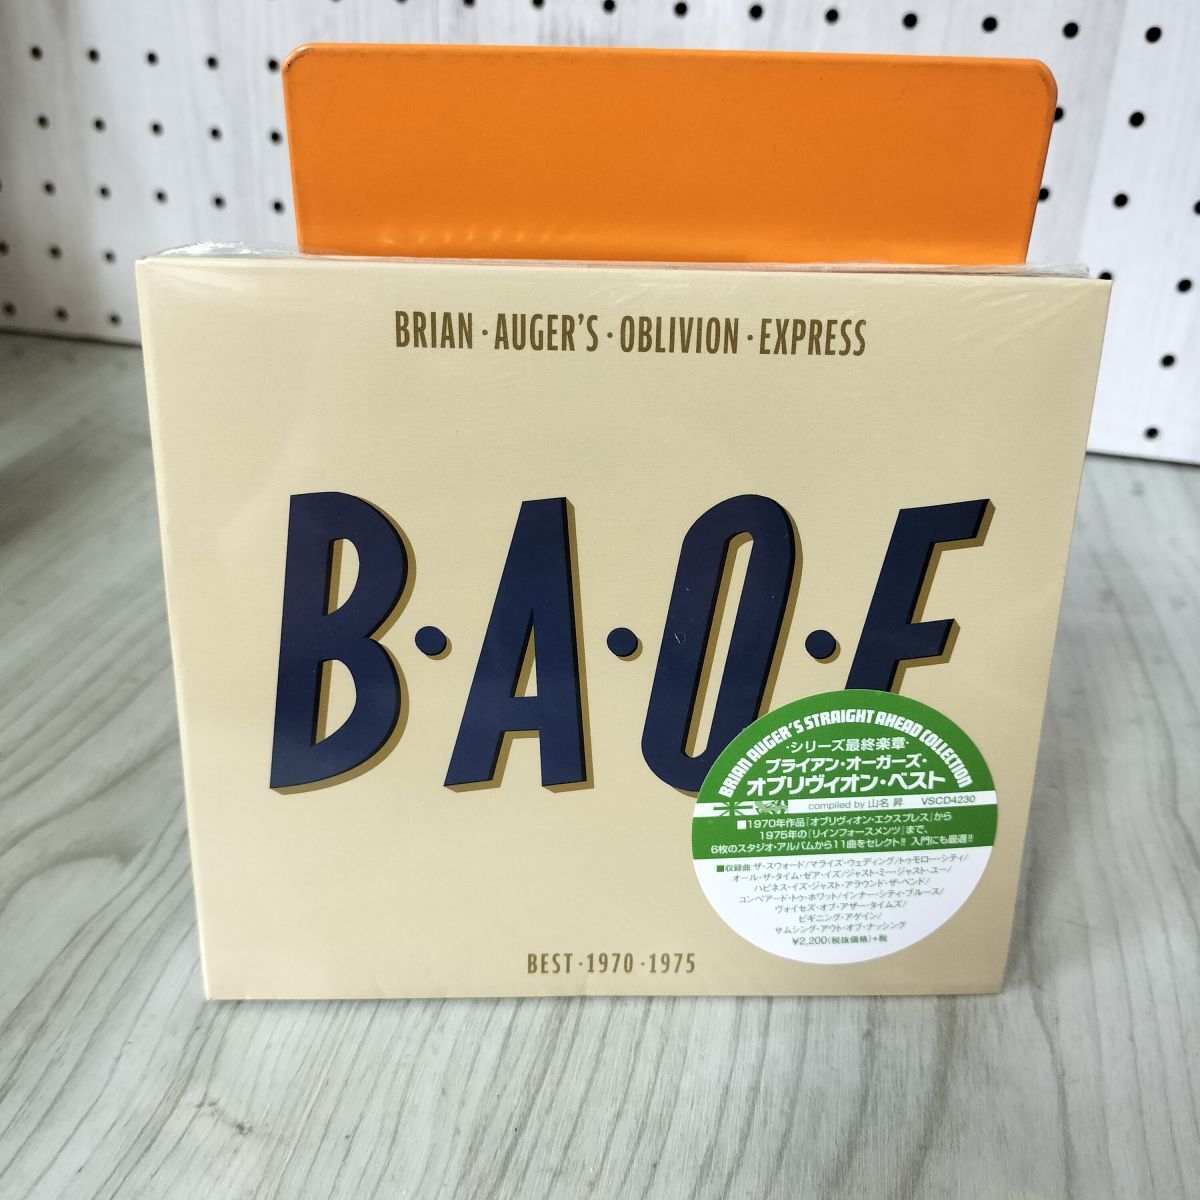 BRIAN・AUGER'S・OBLIVION・EXPRESS
B・A・O・E
BRIAN AUGER'S STRAIGHT AHEAD COLLECTION
・シリーズ最終楽章・
ブライアン・オーガーズ・
オブリヴィオン・ベスト
compiled by 山名 昇 VSCD4230
■1970年作品『オブリヴィオン・エクスプレス』から
1975年の『リインフォースメンツ』まで、
6枚のスタジオ・アルバムから11曲をセレクト!! 入門にも最適!!
■収録曲:ザ・スウォード/マライズ・ウェディング/トゥモロー・シティ/
オール・ザ・タイム・ゼア・イズ/ジャスト・ミー・ジャスト・ユー/
ハピネス・イズ・ジャスト・アラウンド・ザ・ベンド/
コンペアード・トゥ・ホワット/インナー・シティ・ブルース/
ヴォイセズ・オブ・アザー・タイムズ/
ビギニング・アゲイン/
サムシング・アウト・オブ・ナッシング
¥2,200(税抜価格)+税
BEST・1970・1975